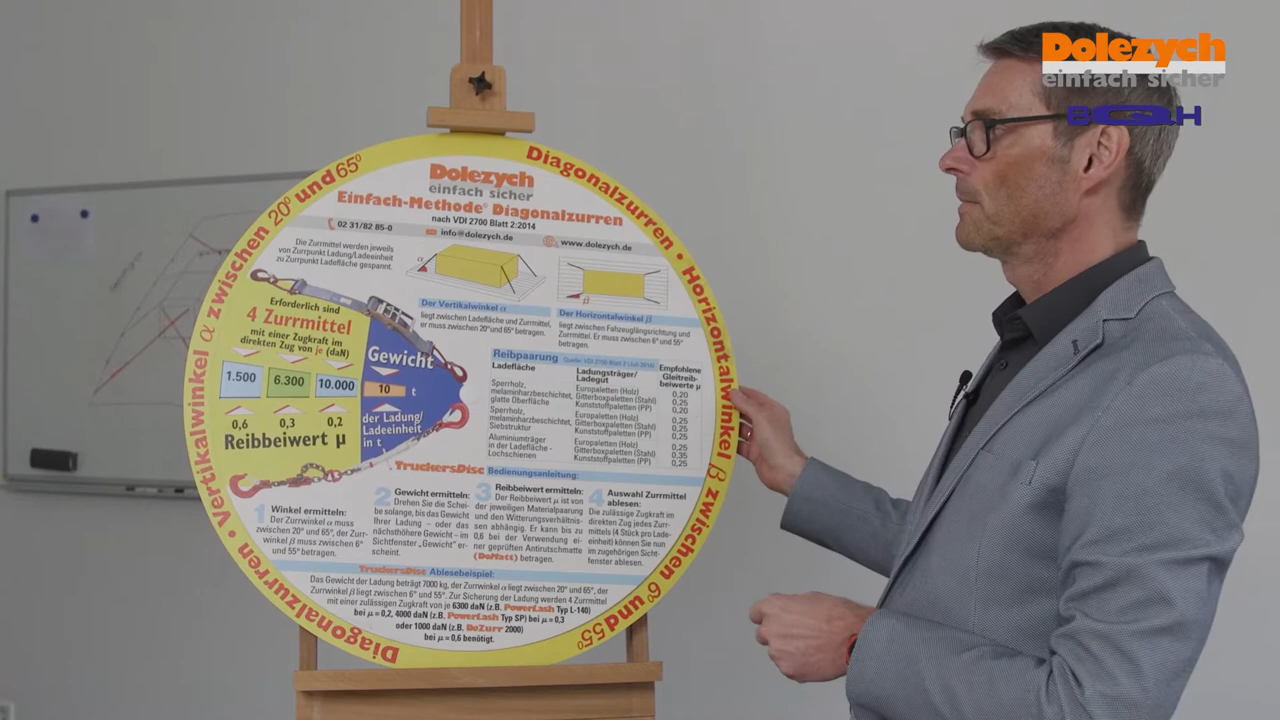 Dolezych
einfach sicher
BGH
Diagonalzurren • Horizontalwinkel β zwischen 6° und 55°
Diagonalzurren • Vertikalwinkel α zwischen 20° und 65°
Dolezych
einfach sicher
Einfach-Methode© Diagonalzurren
nach VDI 2700 Blatt 2:2014
02 31/82 85-0
info@dolezych.de
www.dolezych.de
Die Zurrmittel werden jeweils
von Zurrpunkt Ladung/Ladeeinheit
zu Zurrpunkt Ladefläche gespannt.
α
β
Der Vertikalwinkel α
liegt zwischen Ladefläche und Zurrmittel,
er muss zwischen 20° und 65° betragen.
Der Horizontalwinkel β
liegt zwischen Fahrzeuglängsrichtung und
Zurrmittel. Er muss zwischen 6° und 55°
betragen.
Erforderlich sind
4 Zurrmittel
mit einer Zugkraft im
direkten Zug von je (daN)
1.500 6.300 10.000
0,6 0,3 0,2
Reibbeiwert µ
Gewicht
10 t
der Ladung/
Ladeeinheit
in t
Reibpaarung Quelle: VDI 2700 Blatt 2 (Juli 2014)
Ladefläche Ladungsträger/ Empfohlene
Ladegut Gleitreib-
beiwerte µ
Sperrholz, Europaletten (Holz) 0,20
melaminharzbeschichtet, Gitterboxpaletten (Stahl) 0,25
glatte Oberfläche Kunststoffpaletten (PP) 0,20
Sperrholz, Europaletten (Holz) 0,25
melaminharzbeschichtet, Gitterboxpaletten (Stahl) 0,25
Siebstruktur Kunststoffpaletten (PP) 0,25
Aluminiumträger Europaletten (Holz) 0,25
in der Ladefläche - Gitterboxpaletten (Stahl) 0,35
Lochschienen Kunststoffpaletten (PP) 0,25
TruckersDisc Bedienungsanleitung:
1 Winkel ermitteln:
Der Zurrwinkel α muss
zwischen 20° und 65°, der Zurr-
winkel β muss zwischen 6°
und 55° betragen.
2 Gewicht ermitteln:
Drehen Sie die Schei-
be solange, bis das Gewicht
Ihrer Ladung – oder das
nächsthöhere Gewicht – im
Sichtfenster „Gewicht" er-
scheint.
3 Reibbeiwert ermitteln:
Der Reibbeiwert µ ist von
der jeweiligen Materialpaarung
und den Witterungsverhältnis-
sen abhängig. Er kann bis zu
0,6 bei der Verwendung ei-
ner geprüften Antirutschmatte
(DoMatt) betragen.
4 Auswahl Zurrmittel
ablesen:
Die zulässige Zugkraft im
direkten Zug jedes Zurr-
mittels (4 Stück pro Lade-
einheit) können Sie nun
im zugehörigen Sicht-
fenster ablesen.
TruckersDisc Ablesebeispiel:
Das Gewicht der Ladung beträgt 7000 kg, der Zurrwinkel α liegt zwischen 20° und 65°, der
Zurrwinkel β liegt zwischen 6° und 55°. Zur Sicherung der Ladung werden 4 Zurrmittel
mit einer zulässigen Zugkraft von je 6300 daN (z.B. PowerLash Typ L-140)
bei µ = 0,2, 4000 daN (z.B. PowerLash Typ SP) bei µ = 0,3
oder 1000 daN (z.B. DoZurr 2000)
bei µ = 0,6 benötigt.